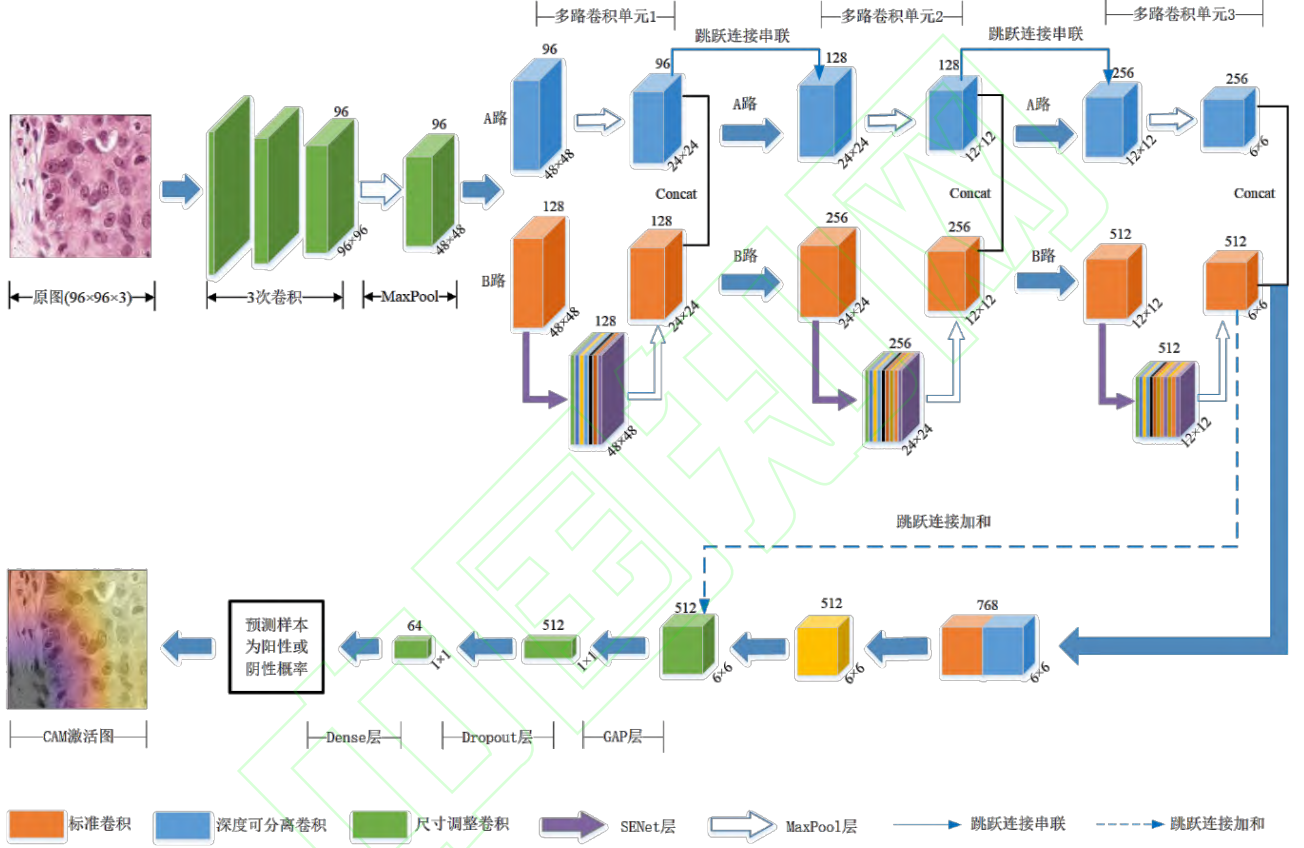 多路卷积单元1
多路卷积单元2
多路卷积单元3
跳跃连接串联
跳跃连接串联
96
96
128
128
256
256
A路
A路
A路
48×48
24×24
24×24
12×12
12×12
6×6
96
96
96×96
48×48
Concat
Concat
Concat
原图(96×96×3)
3次卷积
MaxPool
128
128
256
256
512
512
B路
B路
B路
48×48
24×24
24×24
12×12
12×12
6×6
128
256
512
48×48
24×24
12×12
跳跃连接加和
预测样本
为阳性或
阴性概率
64
1×1
512
1×1
512
6×6
512
6×6
768
6×6
CAM激活图
Dense层
Dropout层
GAP层
标准卷积
深度可分离卷积
尺寸调整卷积
SENet层
MaxPool层
跳跃连接串联
跳跃连接加和